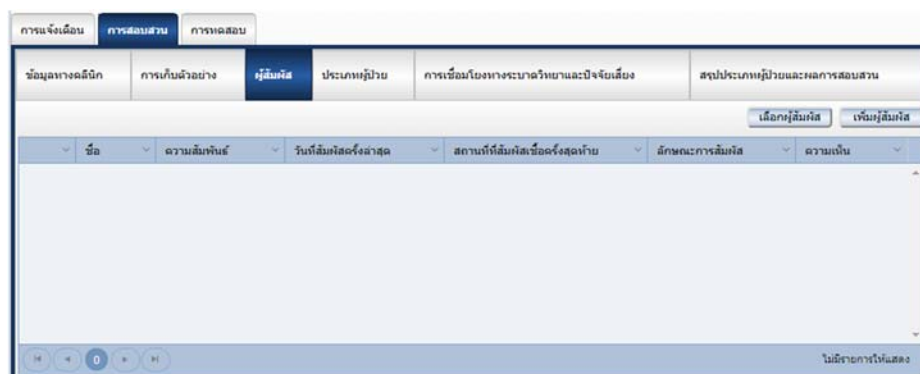 การแจ้งเตือน การสอบสวน การทดสอบ
ข้อมูลทางคลินิก การเก็บตัวอย่าง ผู้สัมผัส ประเภทผู้ป่วย การเชื่อมโยงทางระบาดวิทยาและปัจจัยเสี่ยง สรุปประเภทผู้ป่วยและผลการสอบสวน
เลือกผู้สัมผัส เพิ่มผู้สัมผัส
ชื่อ ความสัมพันธ์ วันที่สัมผัสครั้งล่าสุด สถานที่ที่สัมผัสเชื้อครั้งสุดท้าย ลักษณะการสัมผัส ความเห็น
0 ไม่มีรายการให้แสดง